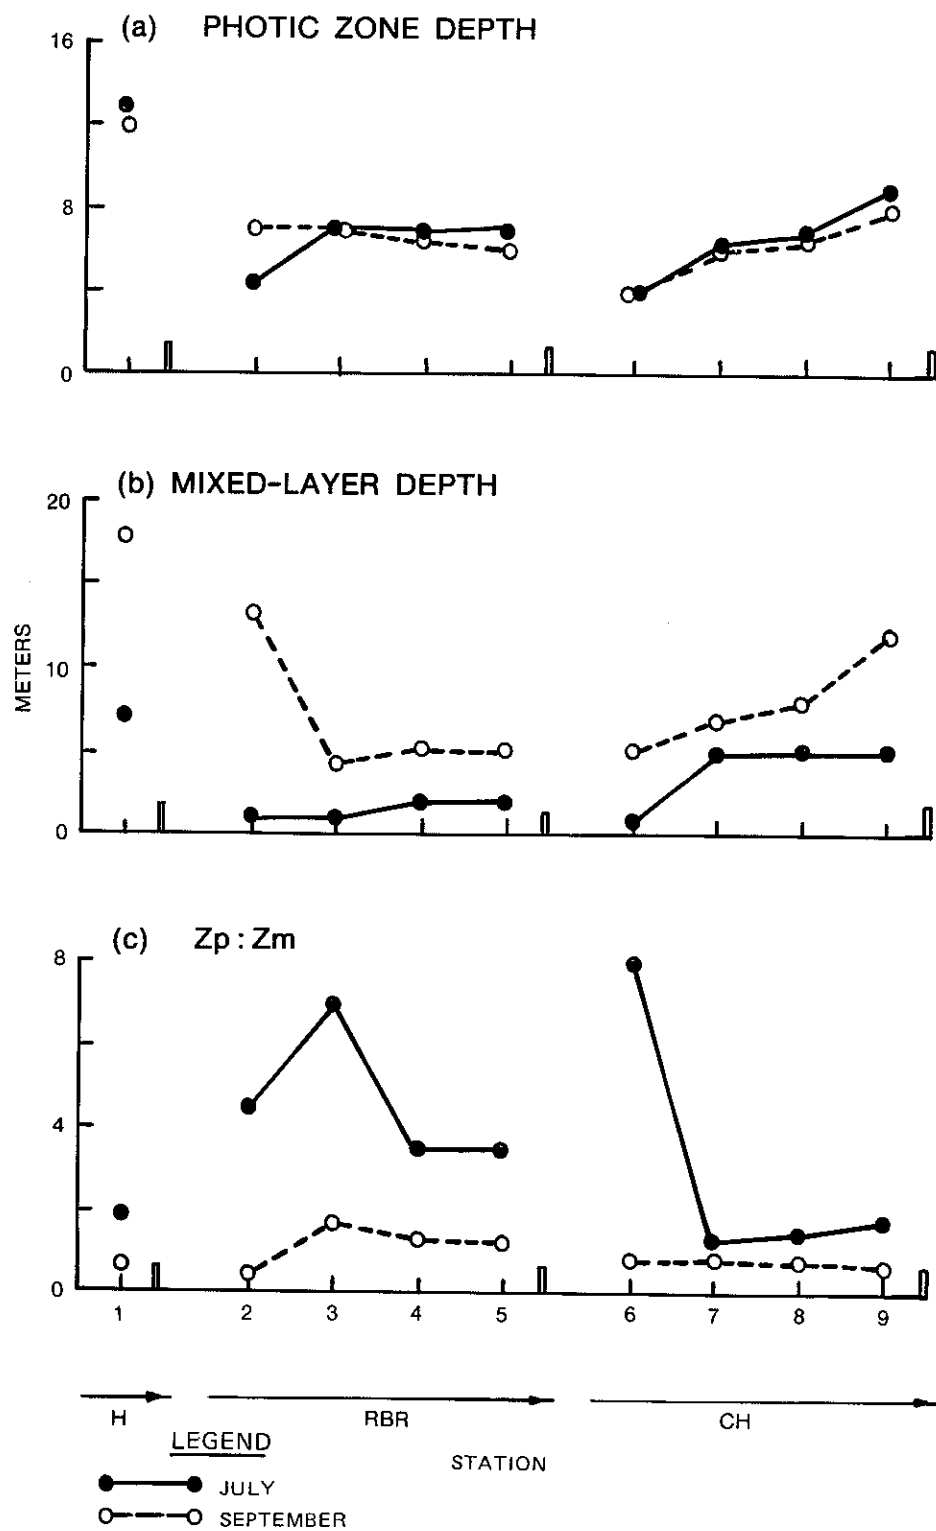 (a) PHOTIC ZONE DEPTH
16
8
0
(b) MIXED-LAYER DEPTH
20
10
0
METERS
(c) Zp : Zm
8
4
0
1 2 3 4 5 6 7 8 9
H RBR CH
STATION
LEGEND
JULY
SEPTEMBER